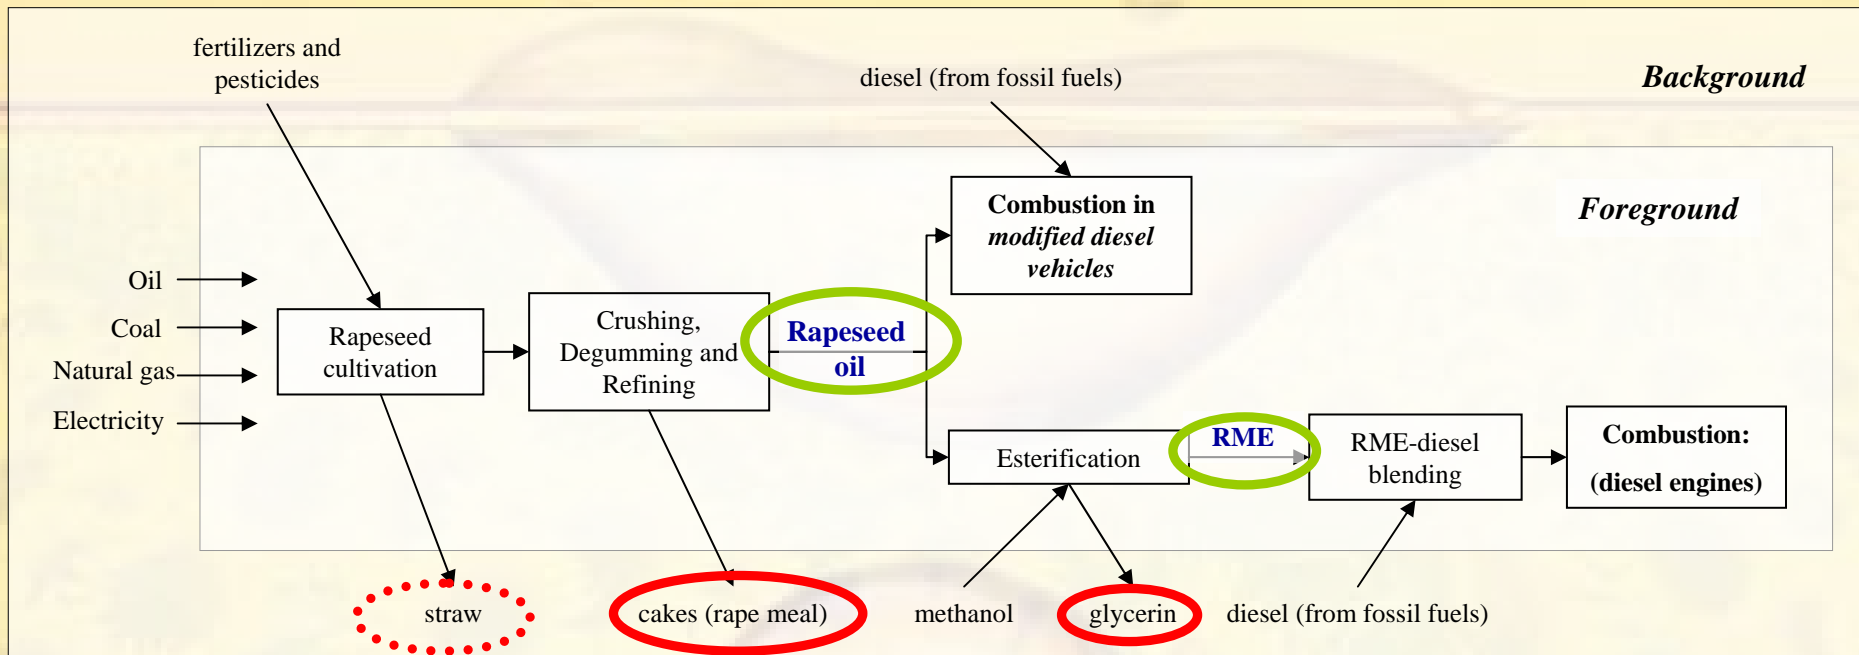 fertilizers and
pesticides
diesel (from fossil fuels)
Background
Foreground
Combustion in
modified diesel
vehicles
Oil
Coal
Natural gas
Electricity
Rapeseed
cultivation
Crushing,
Degumming and
Refining
Rapeseed
oil
Esterification
RME
RME-diesel
blending
Combustion:
(diesel engines)
straw
cakes (rape meal)
methanol
glycerin
diesel (from fossil fuels)